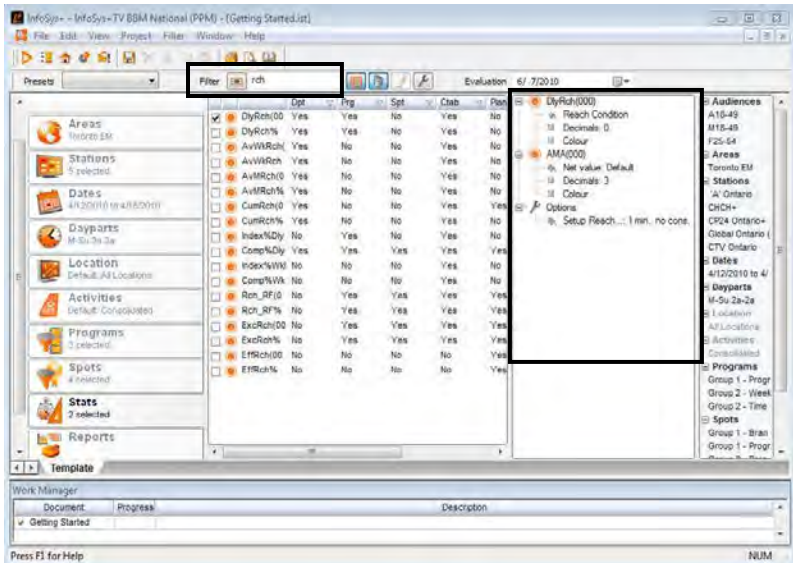 InfoSys+ - InfoSys+TV BBM National (PPM) - [Getting Started.ist]
File Edit View Project Filter Window Help
Presets Filter rch Evaluation 6/ 7/2010
Areas
Toronto EM
Stations
5 selected
Dates
4/12/2010 to 4/18/2010
Dayparts
M-Su 2a-2a
Location
Default: All Locations
Activities
Default: Consolidated
Programs
3 selected
Spots
4 selected
Stats
2 selected
Reports
Opt Prg Spt Ctab Plan
DlyRch(00 Yes Yes No Yes No
DlyRch% Yes Yes No Yes No
AvWkRch( Yes No No Yes No
AvWkRch Yes No No Yes No
AvMRch(0 Yes No No Yes No
AvMRch% Yes No No Yes No
CumRch(0 Yes No No Yes Yes
CumRch% Yes No No Yes No
Index%Dly No Yes No Yes No
Comp%Dly Yes Yes Yes Yes Yes
Index%Wkl No No No Yes No
Comp%Wk No No No Yes No
Rch_RF(0 No Yes Yes Yes Yes
Rch_RF% No Yes Yes Yes Yes
ExcRch(00 No Yes Yes Yes Yes
ExcRch% No Yes Yes Yes Yes
EffRch(00 No No No No Yes
EffRch% No No No No Yes
DlyRch(000)
Reach Condition
Decimals: 0
Colour
AMA(000)
Net value: Default
Decimals: 3
Colour
Options
Setup Reach...: 1 min., no cons.
Audiences
A18-49
M18-49
F25-54
Areas
Toronto EM
Stations
'A' Ontario
CHCH+
CP24 Ontario+
Global Ontario (
CTV Ontario
Dates
4/12/2010 to 4/
Dayparts
M-Su 2a-2a
Location
All Locations
Activities
Consolidated
Programs
Group 1 - Progr
Group 2 - Week
Group 2 - Time
Spots
Group 1 - Bran
Group 1 - Progr
Template
Work Manager
Document Progress Description
Getting Started
Press F1 for Help NUM